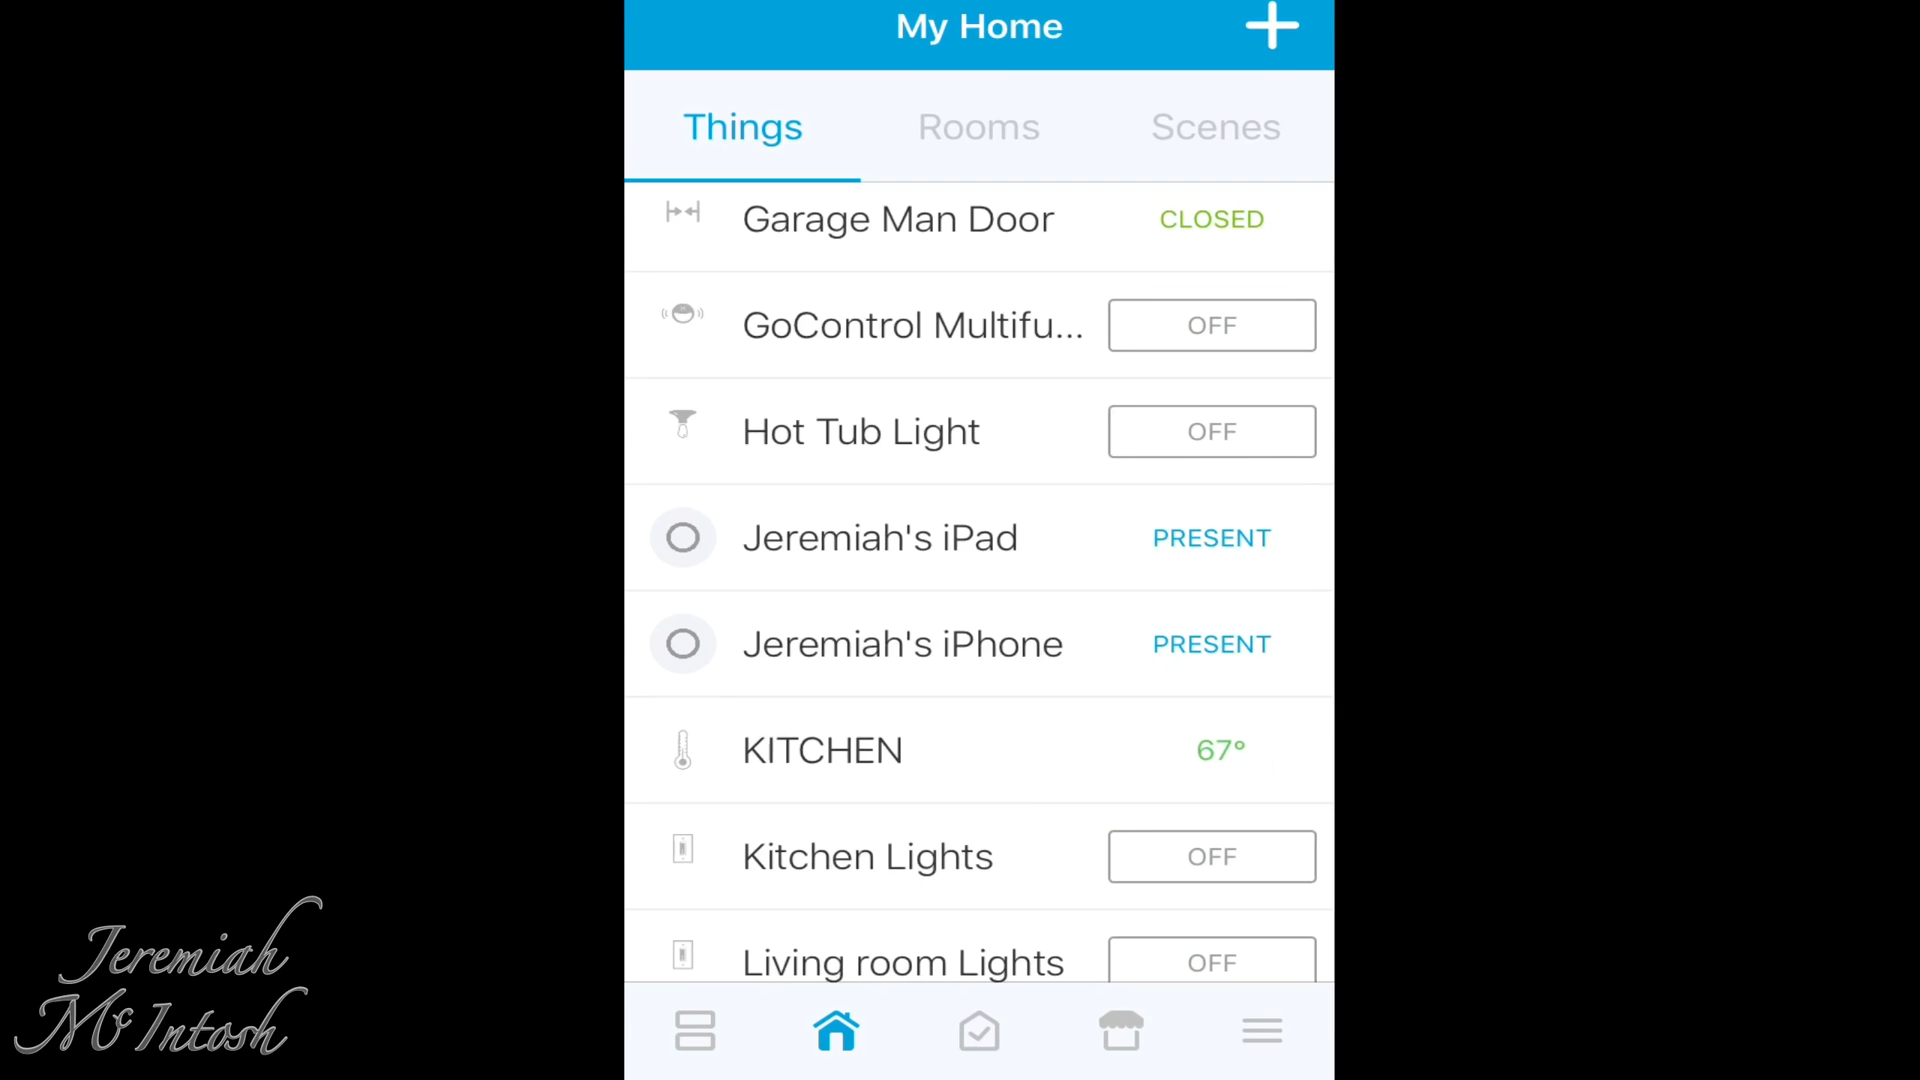 My Home
Things Rooms Scenes
Garage Man Door CLOSED
GoControl Multifu... OFF
Hot Tub Light OFF
Jeremiah's iPad PRESENT
Jeremiah's iPhone PRESENT
KITCHEN 67°
Kitchen Lights OFF
Living room Lights OFF
Jeremiah
McIntosh